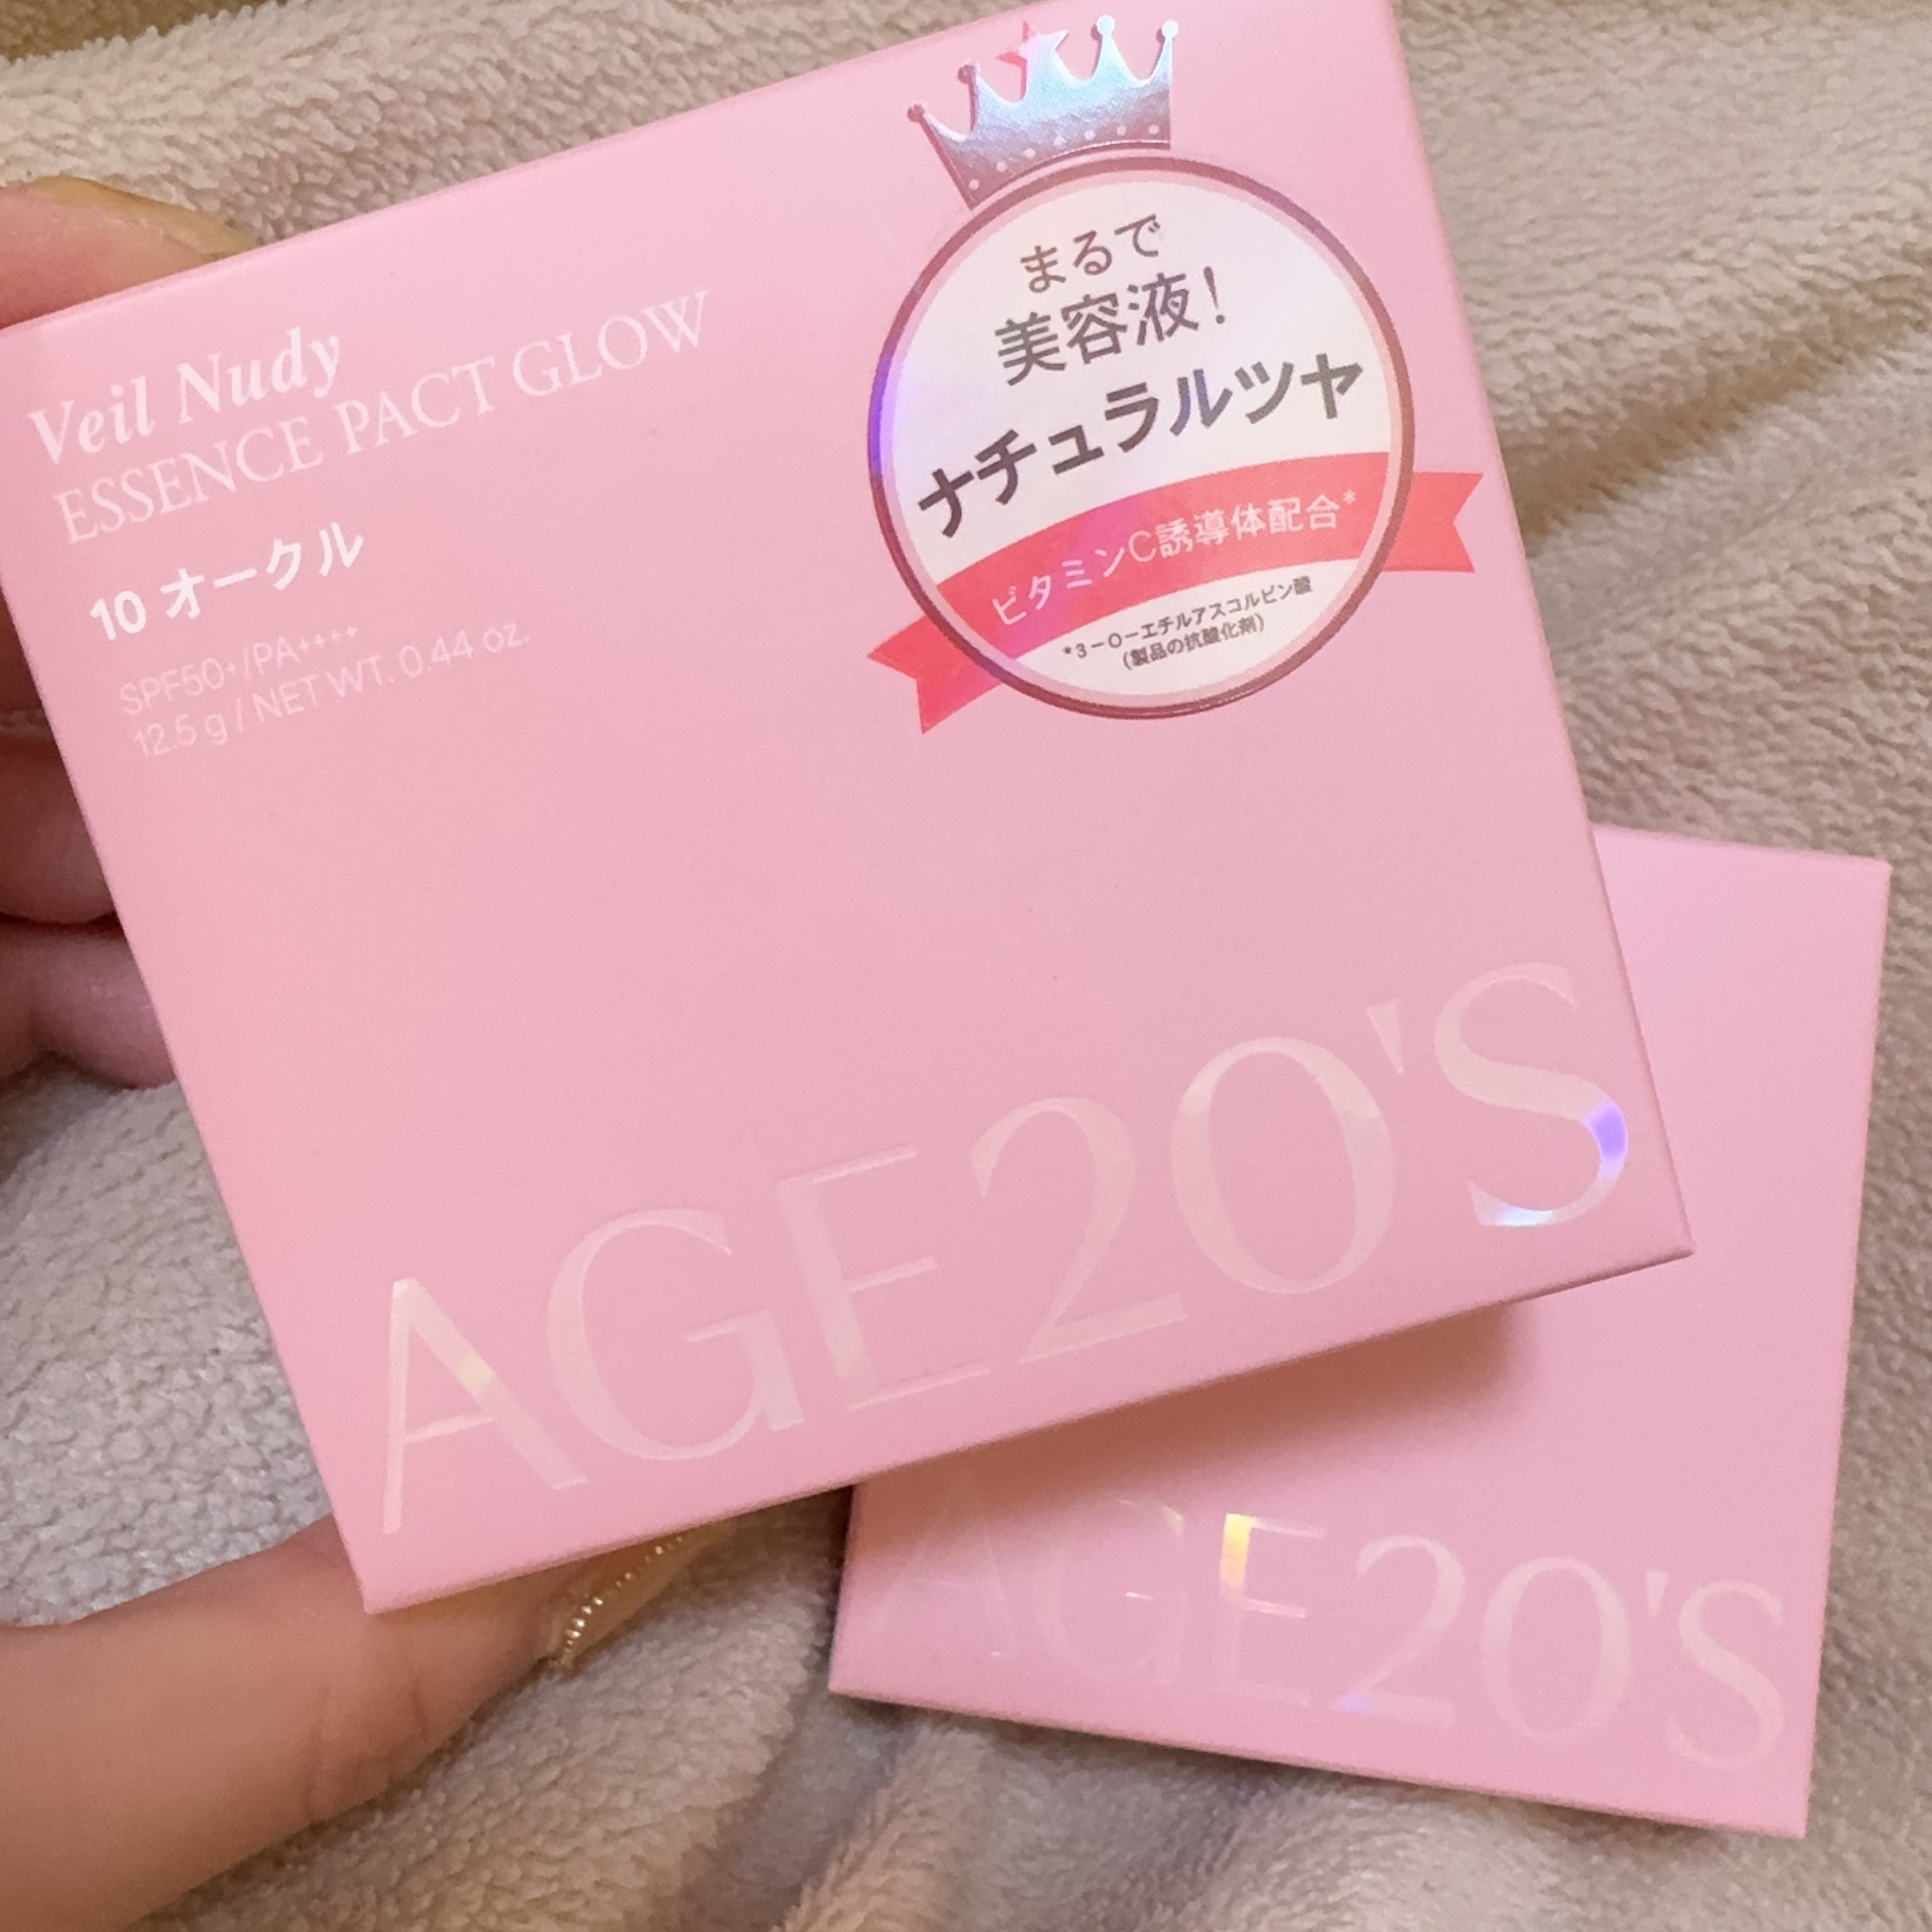 Veil Nudy
ESSENCE PACT GLOW
10 オークル
SPF50+/PA++++
12.5 g / NET WT. 0.44 oz.
まるで
美容液!
ナチュラルツヤ
ビタミンC誘導体配合*
*3-O-エチルアスコルビン酸
(製品の抗酸化剤)
AGE20'S
AGE20'S